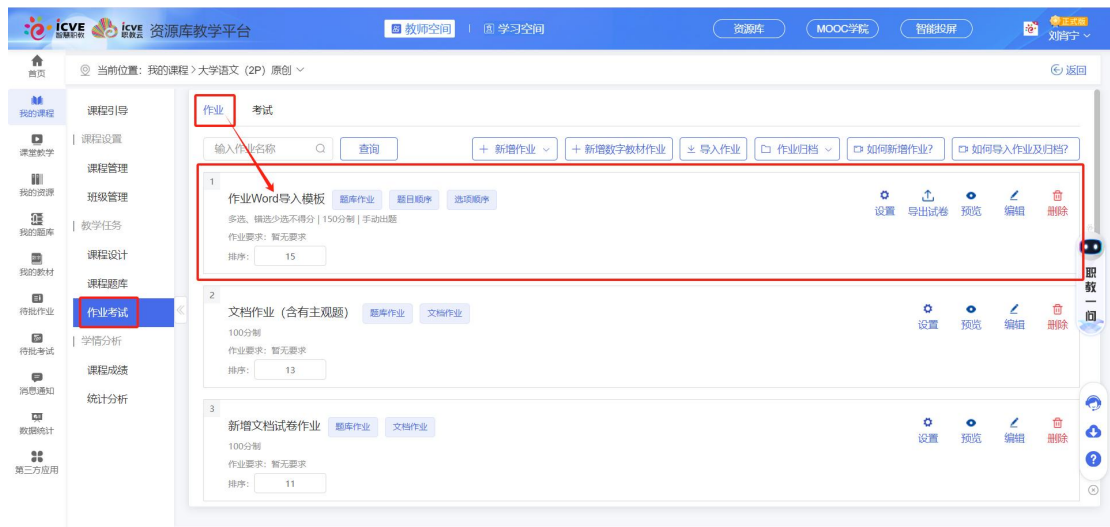 icve 智慧职教 icve 职教云 资源库教学平台 教师空间 学习空间 资源库 MOOC学院 智能投屏 正式版 刘肖宁
首页
当前位置：我的课程 > 大学语文（2P）原创
返回
我的课程
课堂教学
我的资源
我的题库
我的教材
待批作业
待批考试
消息通知
数据统计
第三方应用
课程引导
课程设置
课程管理
班级管理
教学任务
课程设计
课程题库
作业考试
学情分析
课程成绩
统计分析
作业 考试
输入作业名称 查询 + 新增作业 + 新增数字教材作业 导入作业 作业归档 如何新增作业? 如何导入作业及归档?
1
作业Word导入模板 题库作业 题目顺序 选项顺序
多选、错选少选不得分 | 150分制 | 手动出题
作业要求：暂无要求
排序： 15
设置 导出试卷 预览 编辑 删除
2
文档作业（含有主观题） 题库作业 文档作业
100分制
作业要求：暂无要求
排序： 13
设置 预览 编辑 删除
3
新增文档试卷作业 题库作业 文档作业
100分制
作业要求：暂无要求
排序： 11
设置 预览 编辑 删除
职教一问